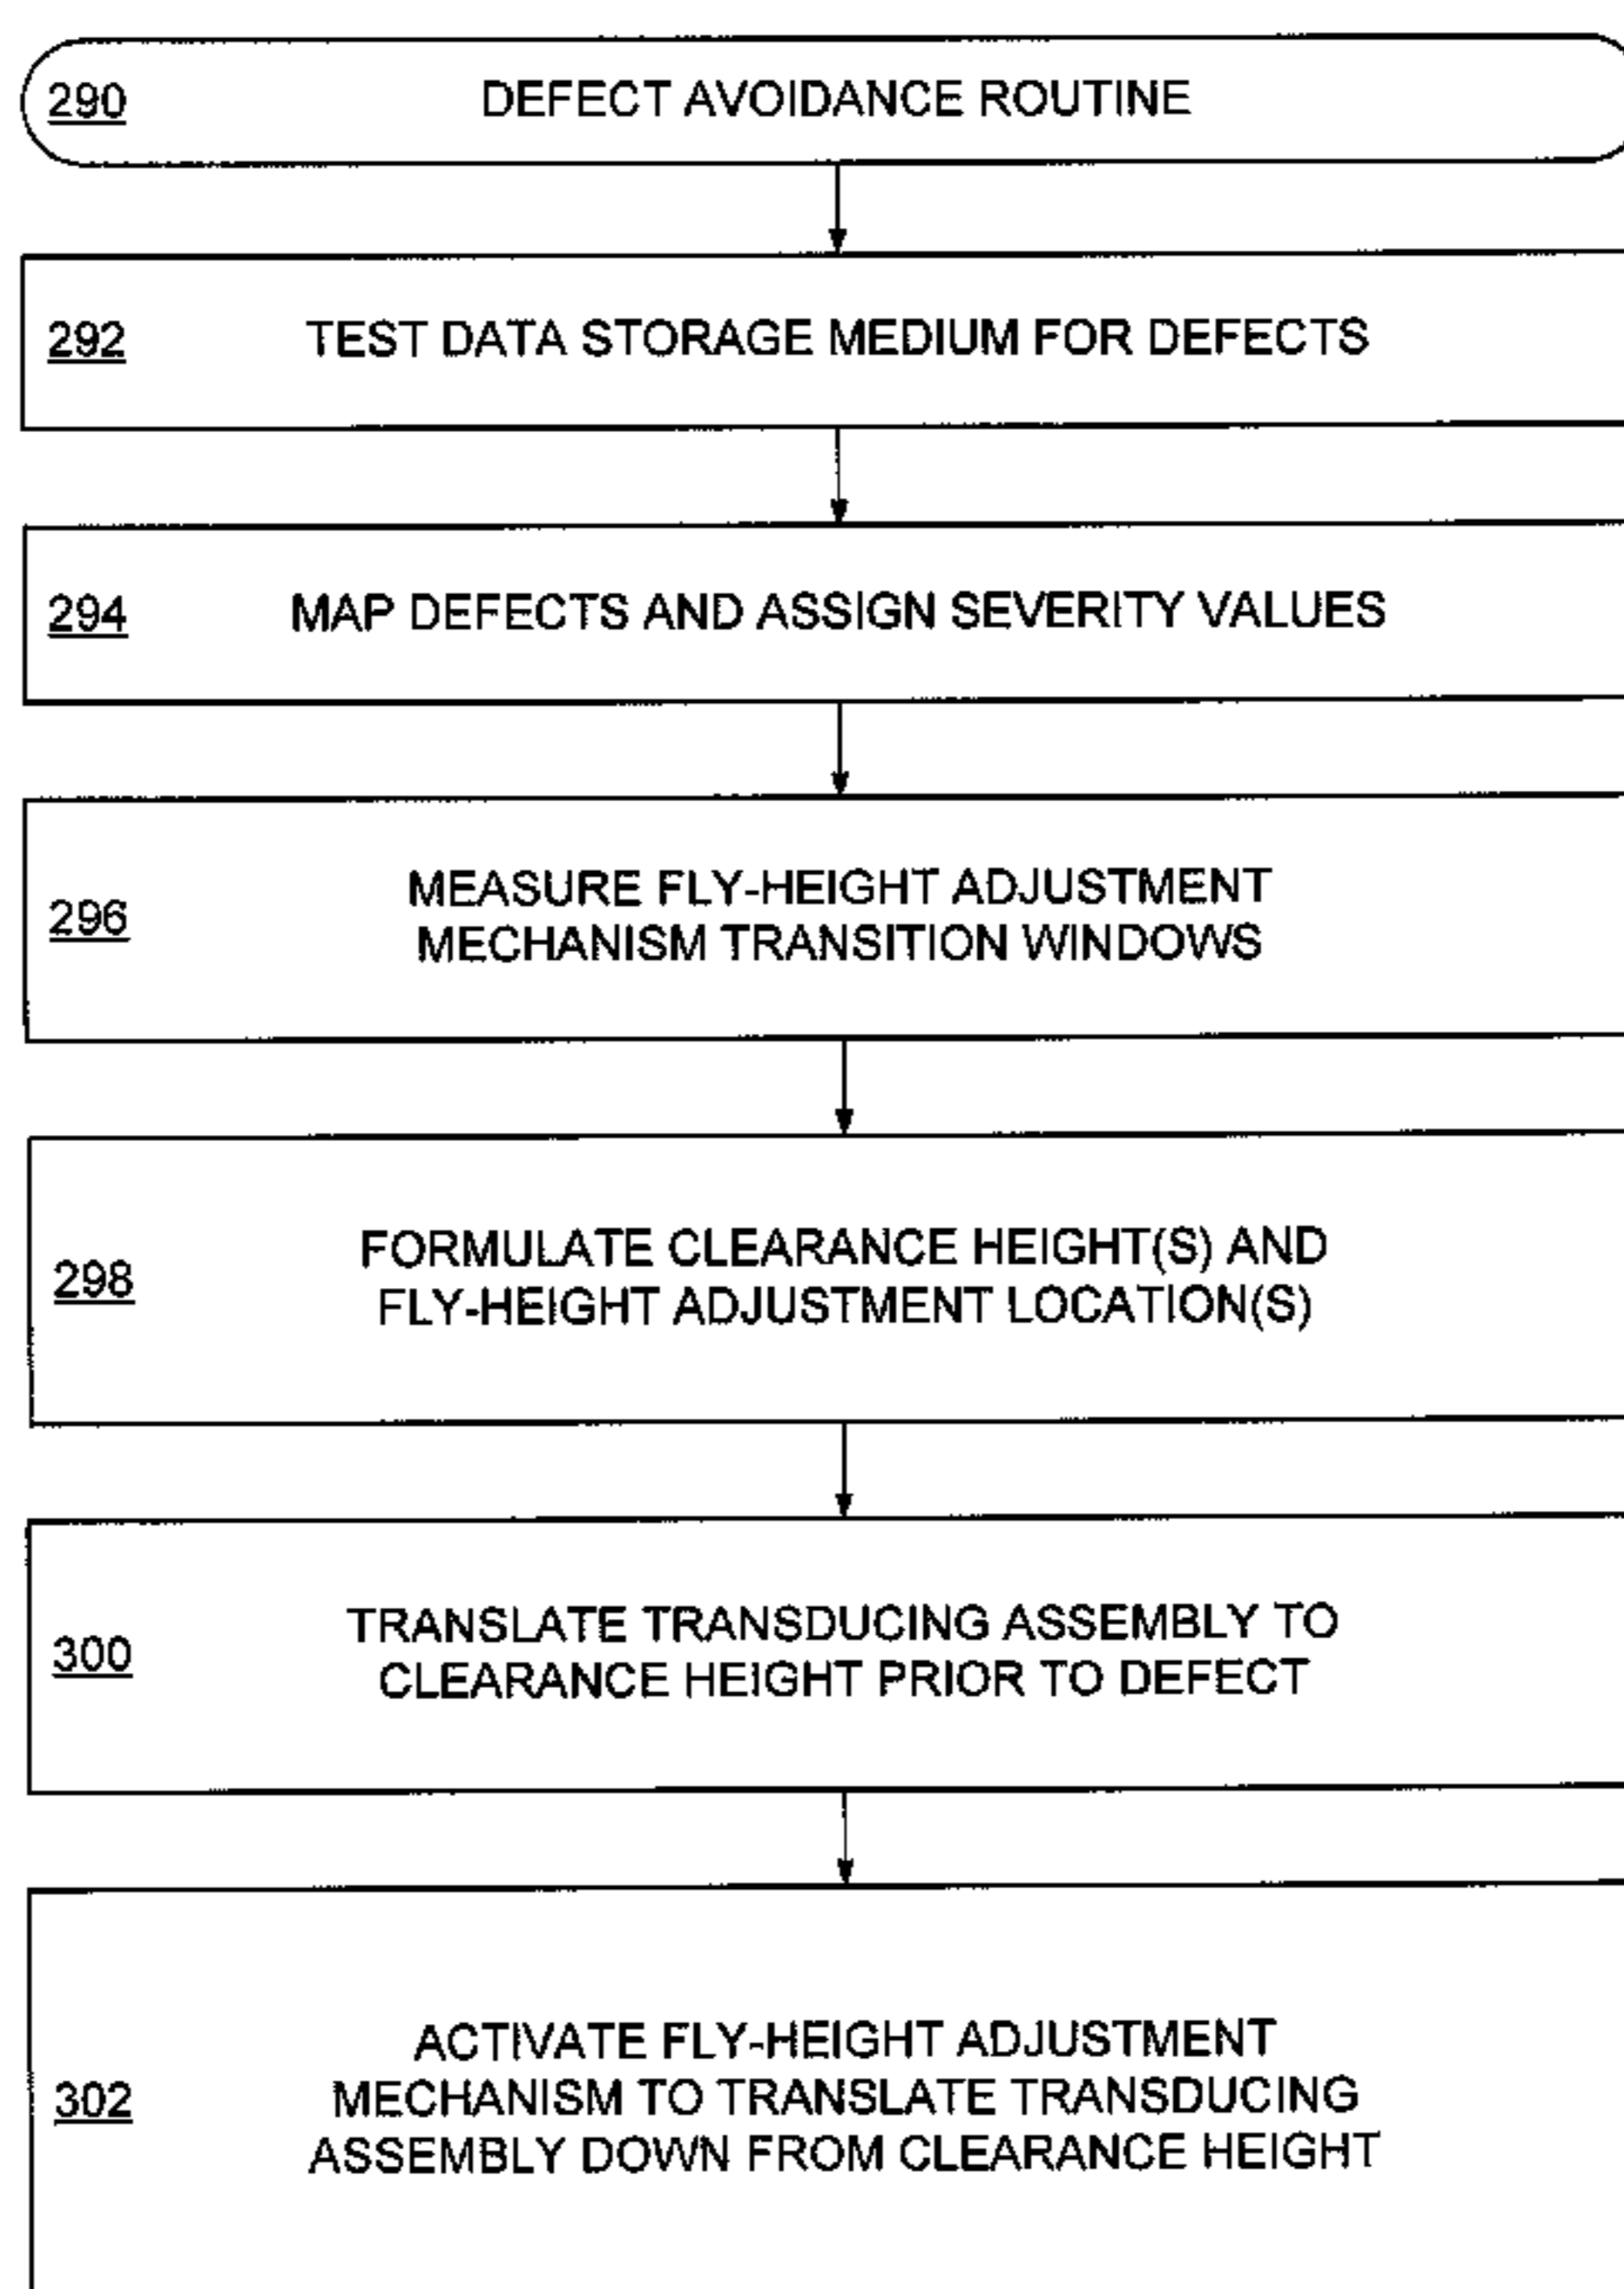 290 DEFECT AVOIDANCE ROUTINE
292 TEST DATA STORAGE MEDIUM FOR DEFECTS
294 MAP DEFECTS AND ASSIGN SEVERITY VALUES
MEASURE FLY-HEIGHT ADJUSTMENT
296
MECHANISM TRANSITION WINDOWS
FORMULATE CLEARANCE HEIGHT(S) AND
298
FLY-HEIGHT ADJUSTMENT LOCATION(S)
TRANSLATE TRANSDUCING ASSEMBLY TO
300
CLEARANCE HEIGHT PRIOR TO DEFECT
ACTIVATE FLY-HEIGHT ADJUSTMENT
302 MECHANISM TO TRANSLATE TRANSDUCING
ASSEMBLY DOWN FROM CLEARANCE HEIGHT